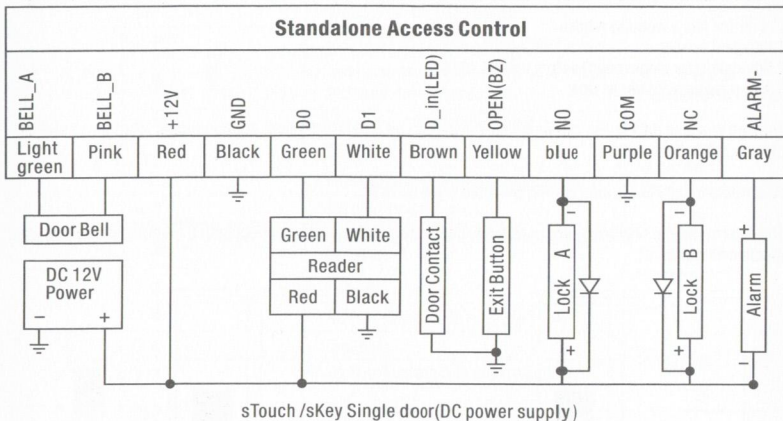 Standalone Access Control
BELL_A BELL_B +12V GND D0 D1 D_in(LED) OPEN(BZ) NO COM NC ALARM-
Light green Pink Red Black Green White Brown Yellow blue Purple Orange Gray
Door Bell
DC 12V Power
- +
Green White
Reader
Red Black
Door Contact
Exit Button
- Lock A +
- Lock B +
+ Alarm -
sTouch /sKey Single door(DC power supply)